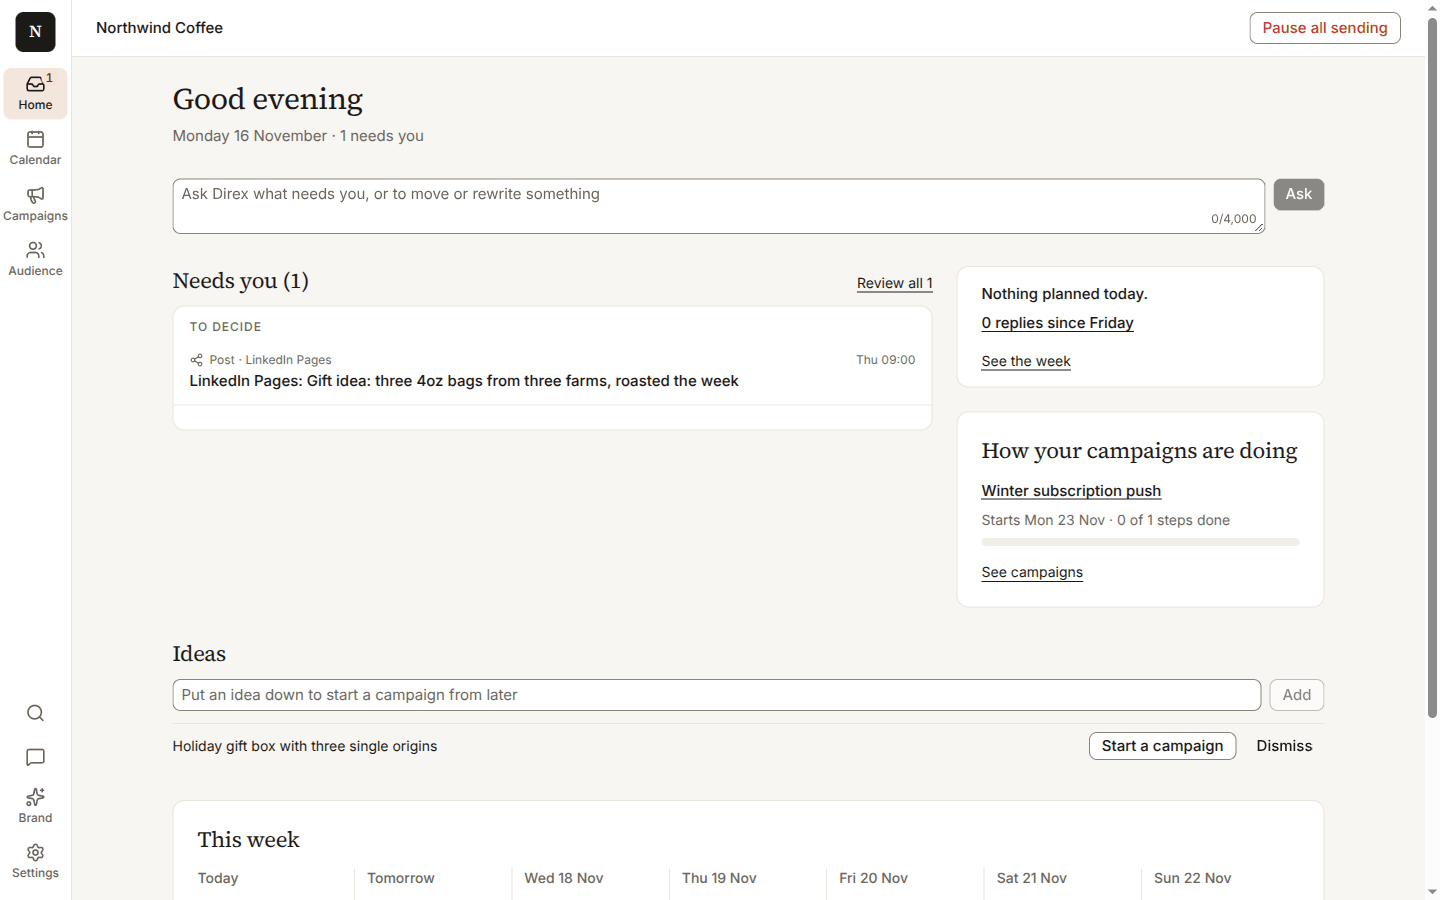 N
Northwind Coffee
Pause all sending
1
Home
Calendar
Campaigns
Audience
Brand
Settings
Good evening
Monday 16 November · 1 needs you
Ask Direx what needs you, or to move or rewrite something
0/4,000
Ask
Needs you (1)
Review all 1
TO DECIDE
Post · LinkedIn Pages
Thu 09:00
LinkedIn Pages: Gift idea: three 4oz bags from three farms, roasted the week
Nothing planned today.
0 replies since Friday
See the week
How your campaigns are doing
Winter subscription push
Starts Mon 23 Nov · 0 of 1 steps done
See campaigns
Ideas
Put an idea down to start a campaign from later
Add
Holiday gift box with three single origins
Start a campaign
Dismiss
This week
Today
Tomorrow
Wed 18 Nov
Thu 19 Nov
Fri 20 Nov
Sat 21 Nov
Sun 22 Nov